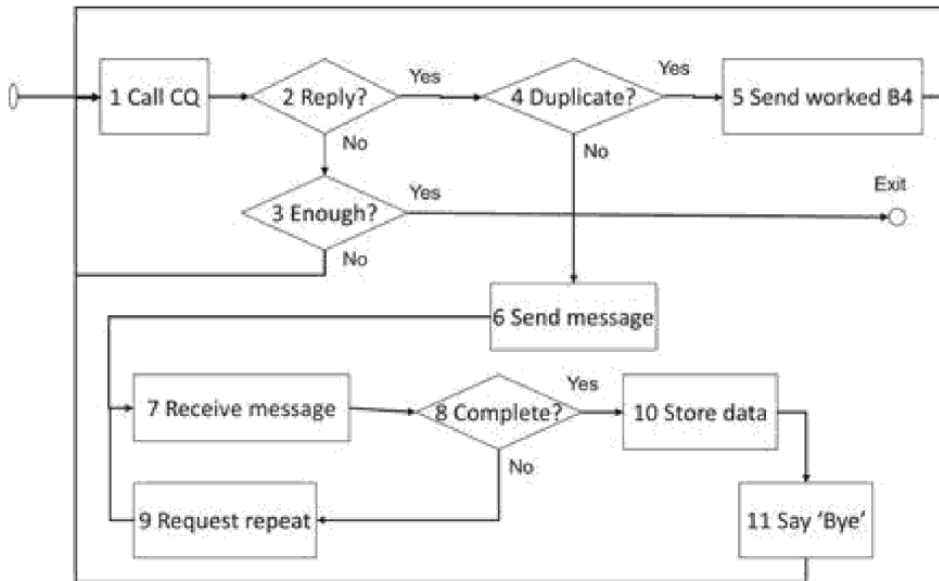 1 Call CQ
2 Reply?
Yes
4 Duplicate?
Yes
5 Send worked B4
No
No
3 Enough?
Yes
Exit
No
6 Send message
7 Receive message
8 Complete?
Yes
10 Store data
No
9 Request repeat
11 Say ‘Bye’